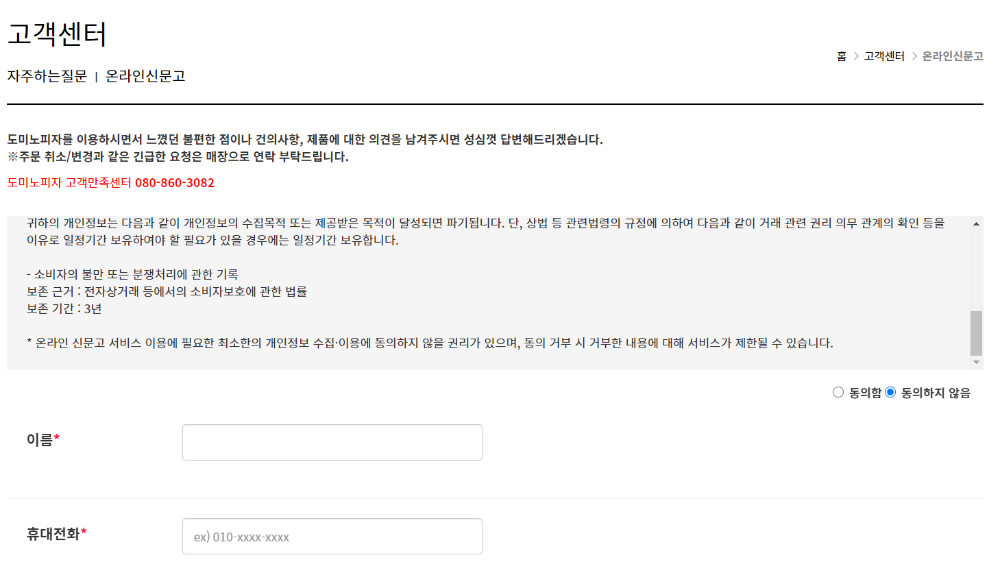 고객센터
홈 > 고객센터 > 온라인신문고
자주하는질문 | 온라인신문고
도미노피자를 이용하시면서 느꼈던 불편한 점이나 건의사항, 제품에 대한 의견을 남겨주시면 성심껏 답변해드리겠습니다.
※주문 취소/변경과 같은 긴급한 요청은 매장으로 연락 부탁드립니다.
도미노피자 고객만족센터 080-860-3082
귀하의 개인정보는 다음과 같이 개인정보의 수집목적 또는 제공받은 목적이 달성되면 파기됩니다. 단, 상법 등 관련법령의 규정에 의하여 다음과 같이 거래 관련 권리 의무 관계의 확인 등을
이유로 일정기간 보유하여야 할 필요가 있을 경우에는 일정기간 보유합니다.
- 소비자의 불만 또는 분쟁처리에 관한 기록
보존 근거 : 전자상거래 등에서의 소비자보호에 관한 법률
보존 기간 : 3년
* 온라인 신문고 서비스 이용에 필요한 최소한의 개인정보 수집·이용에 동의하지 않을 권리가 있으며, 동의 거부 시 거부한 내용에 대해 서비스가 제한될 수 있습니다.
동의함 동의하지 않음
이름*
휴대전화*
ex) 010-xxxx-xxxx